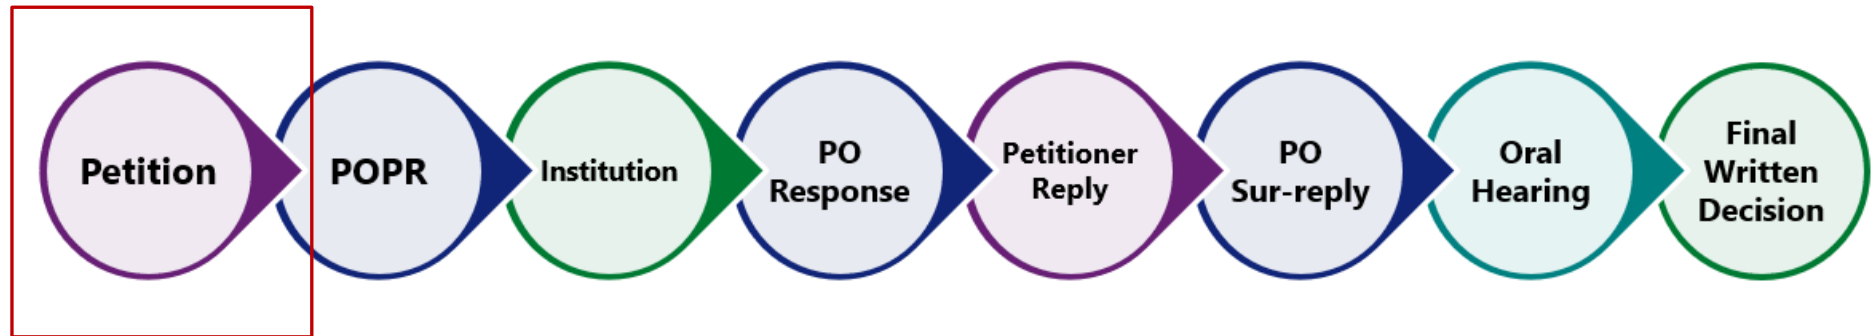 Petition
POPR
Institution
PO
Response
Petitioner
Reply
PO
Sur-reply
Oral
Hearing
Final
Written
Decision